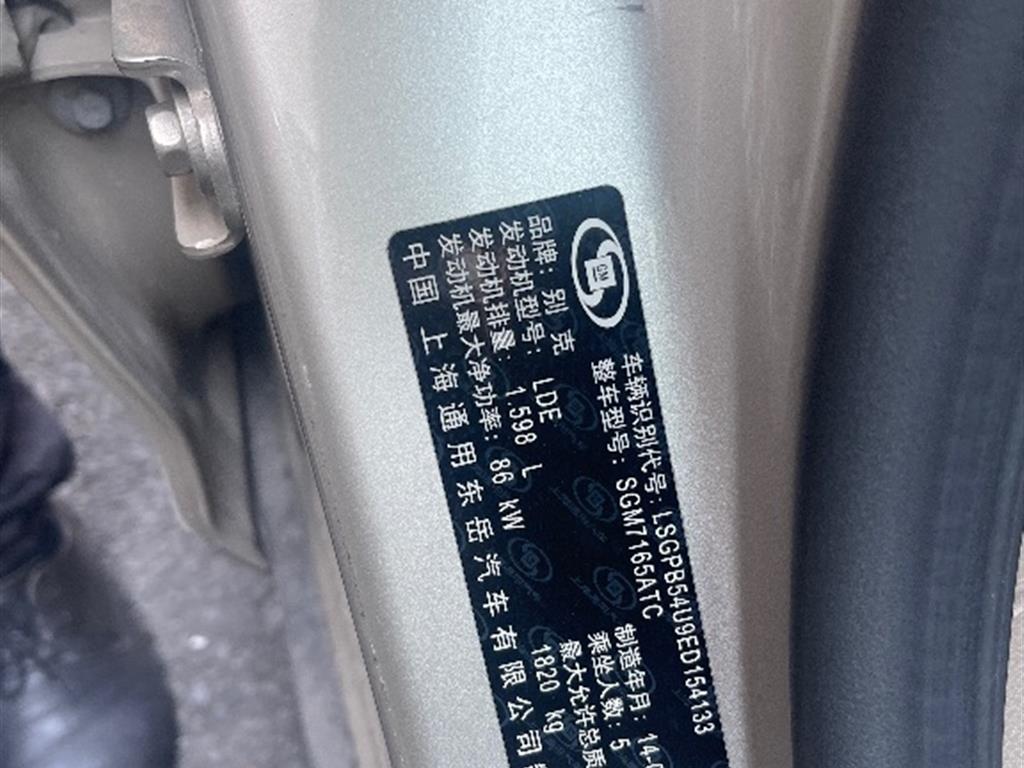 GM
车辆识别代号: LSGPB54U9ED154133
整车型号: SGM7165ATC
品牌: 别克
制造年月: 14-0
发动机型号: LDE
乘坐人数: 5
发动机排量: 1.598 L
最大允许总质
发动机最大净功率: 86 kW
1820 kg
中国 上海通用东岳汽车有限公司